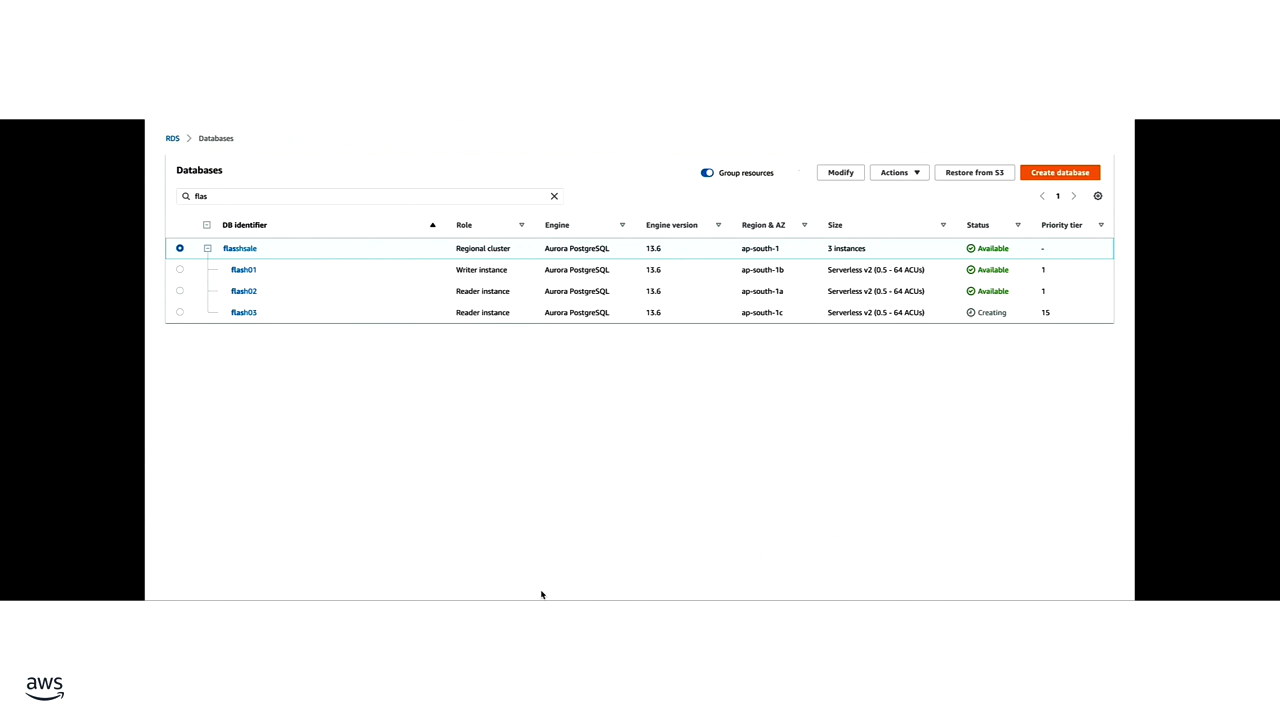 RDS > Databases
Databases
Group resources
Modify
Actions
Restore from S3
Create database
flas
1
DB identifier Role Engine Engine version Region & AZ Size Status Priority tier
flasshsale Regional cluster Aurora PostgreSQL 13.6 ap-south-1 3 instances Available -
flash01 Writer instance Aurora PostgreSQL 13.6 ap-south-1b Serverless v2 (0.5 - 64 ACUs) Available 1
flash02 Reader instance Aurora PostgreSQL 13.6 ap-south-1a Serverless v2 (0.5 - 64 ACUs) Available 1
flash03 Reader instance Aurora PostgreSQL 13.6 ap-south-1c Serverless v2 (0.5 - 64 ACUs) Creating 15
aws